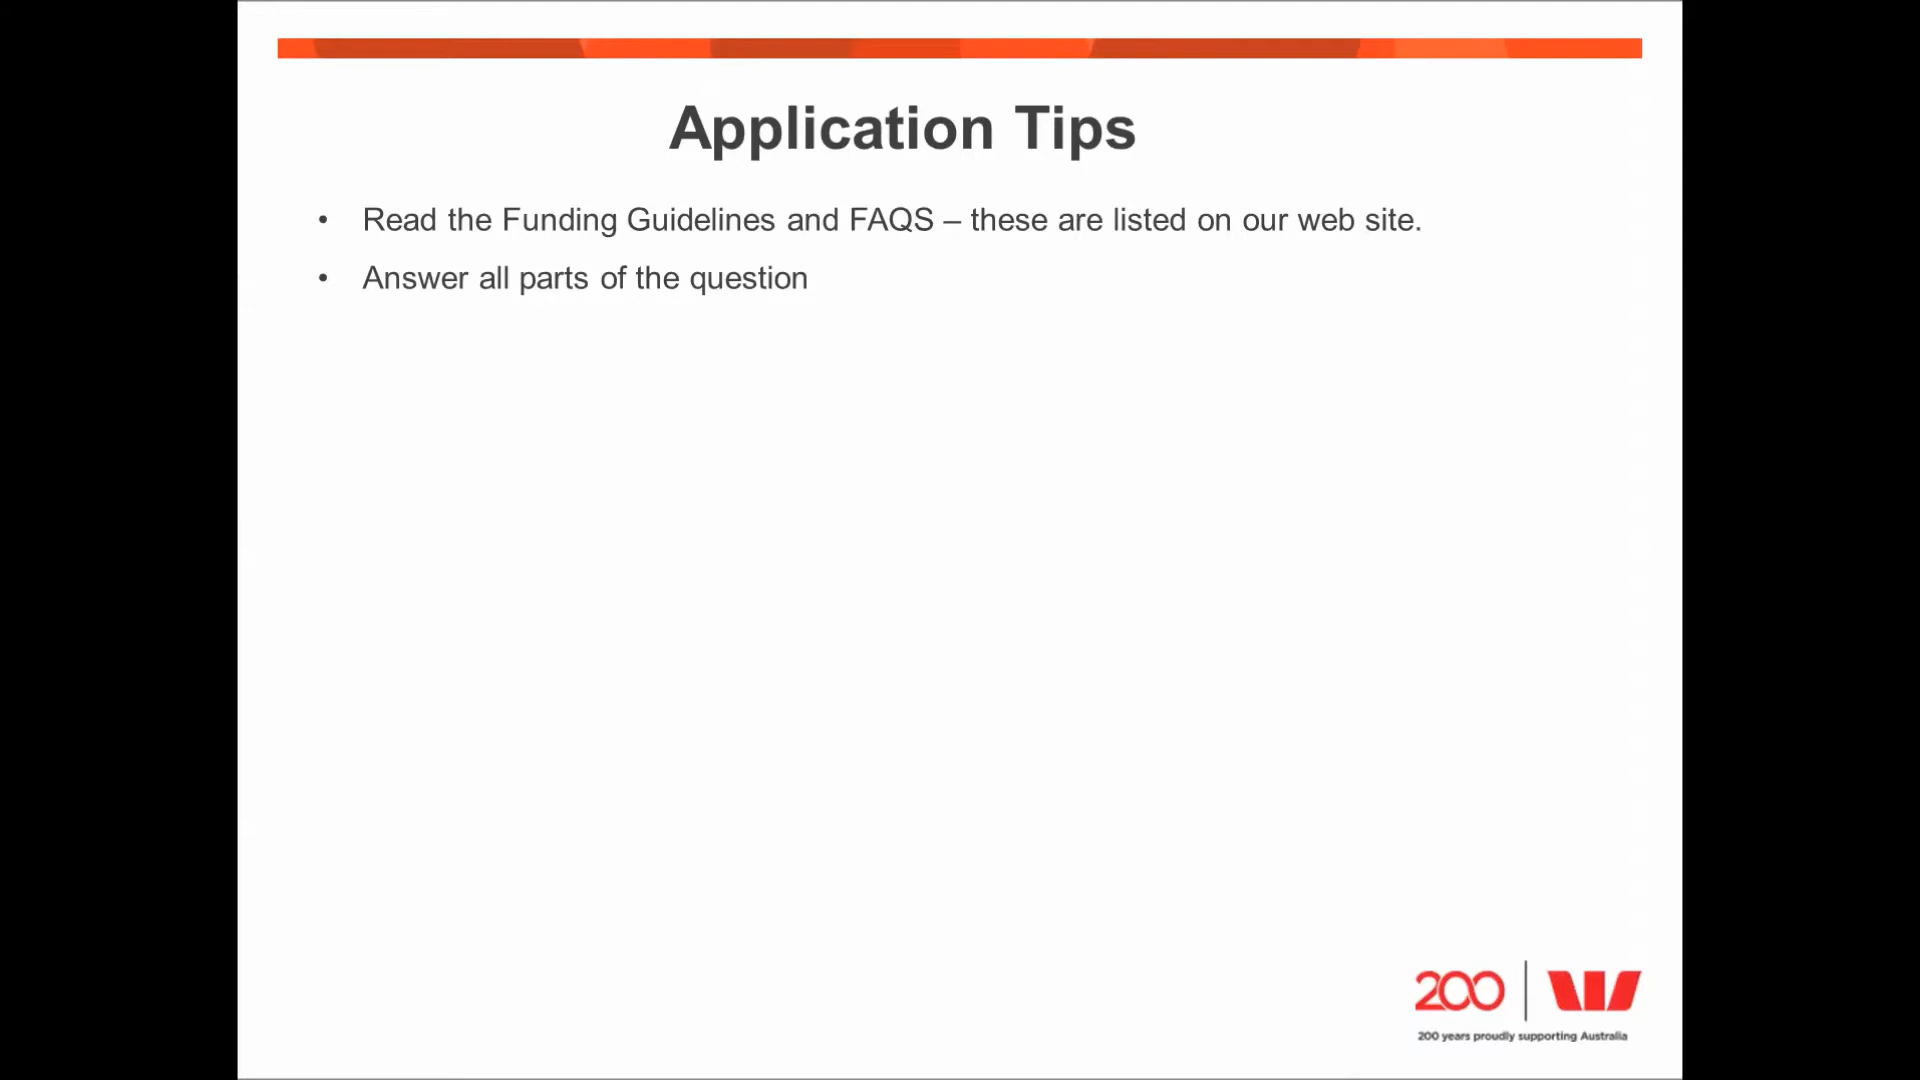 Application Tips
• Read the Funding Guidelines and FAQS – these are listed on our web site.
• Answer all parts of the question
200
200 years proudly supporting Australia